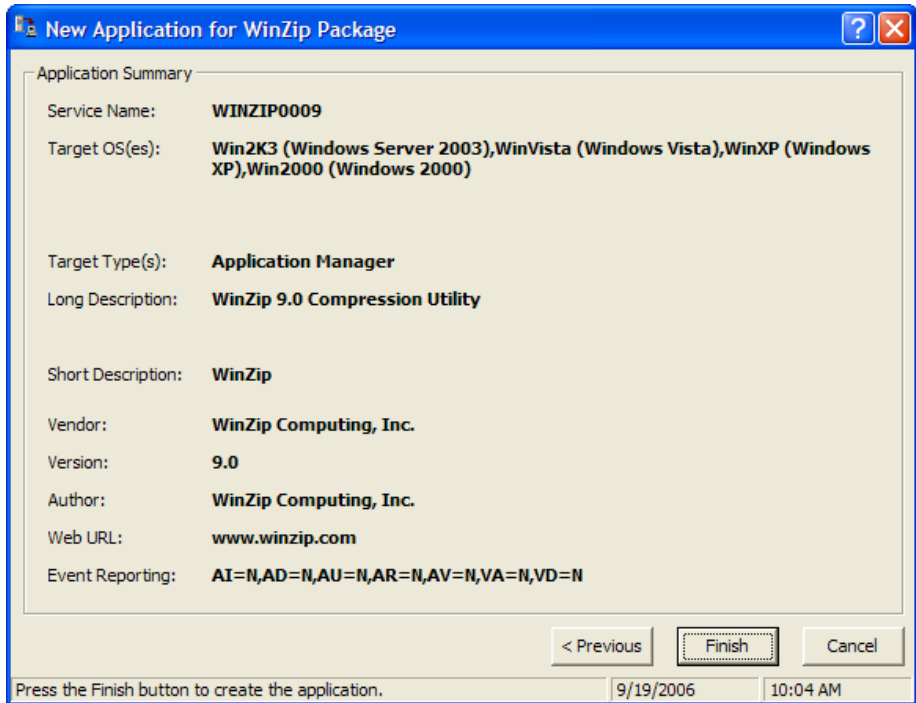 New Application for WinZip Package
Application Summary
Service Name: WINZIP0009
Target OS(es): Win2K3 (Windows Server 2003),WinVista (Windows Vista),WinXP (Windows
XP),Win2000 (Windows 2000)
Target Type(s): Application Manager
Long Description: WinZip 9.0 Compression Utility
Short Description: WinZip
Vendor: WinZip Computing, Inc.
Version: 9.0
Author: WinZip Computing, Inc.
Web URL: www.winzip.com
Event Reporting: AI=N,AD=N,AU=N,AR=N,AV=N,VA=N,VD=N
< Previous Finish Cancel
Press the Finish button to create the application. 9/19/2006 10:04 AM